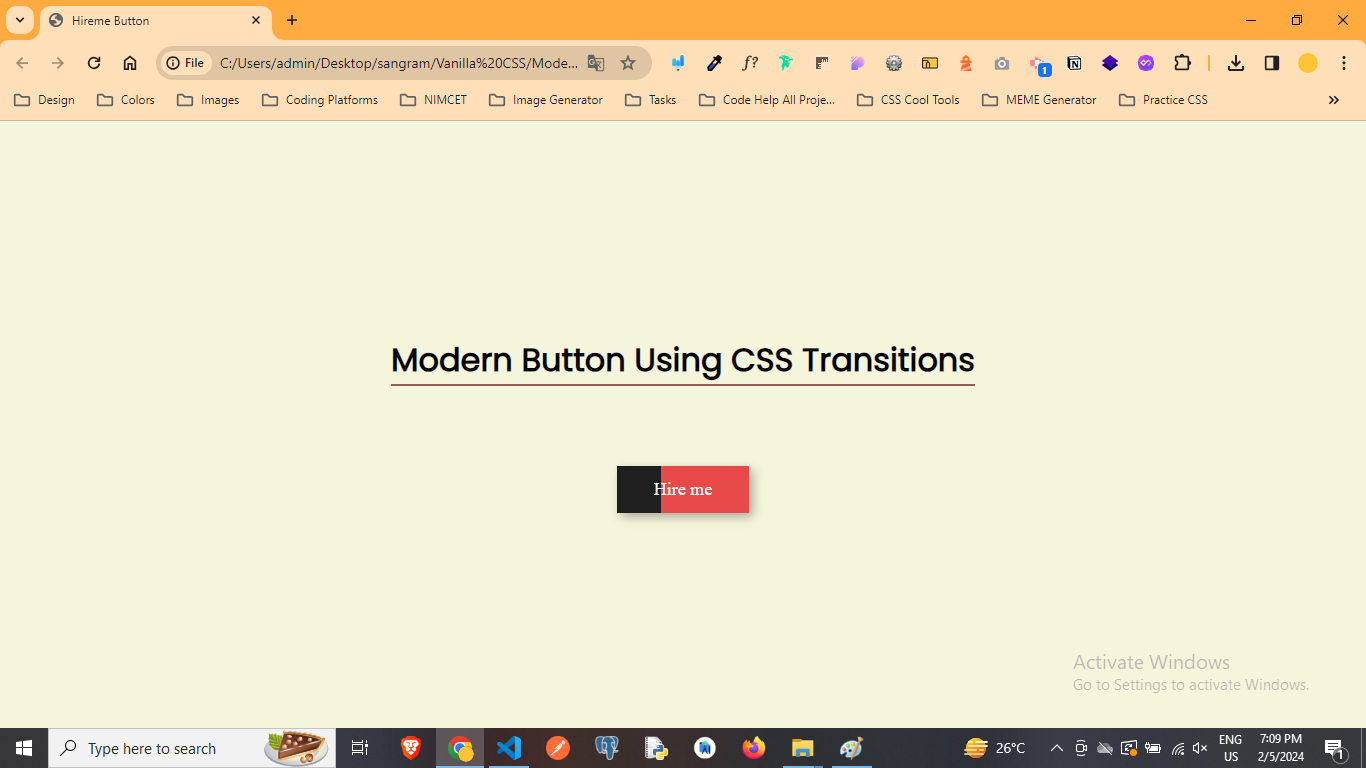 Hireme Button
File C:/Users/admin/Desktop/sangram/Vanilla%20CSS/Mode... f? 1
Design Colors Images Coding Platforms NIMCET Image Generator Tasks Code Help All Proje... CSS Cool Tools MEME Generator Practice CSS
Modern Button Using CSS Transitions
Hire me
Activate Windows
Go to Settings to activate Windows.
Type here to search 26°C ENG 7:09 PM
US 2/5/2024 1